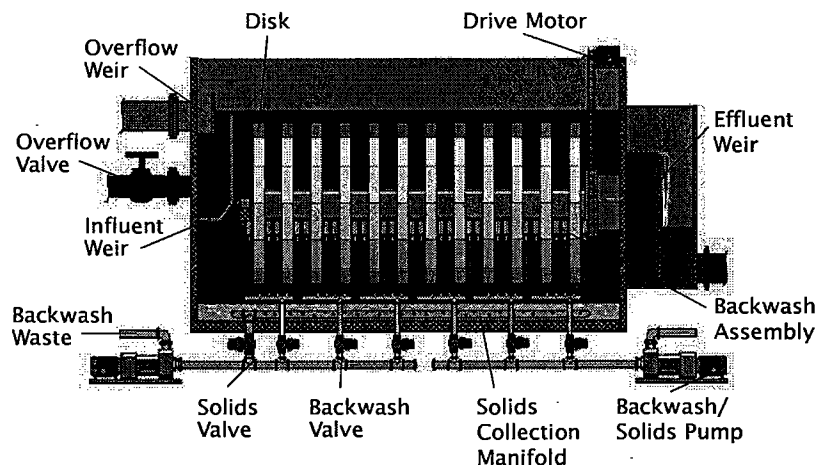 Disk
Drive Motor
Overflow
Weir
Effluent
Weir
Overflow
Valve
Influent
Weir
Backwash
Waste
Backwash
Assembly
Solids
Valve
Backwash
Valve
Solids
Collection
Manifold
Backwash/
Solids Pump